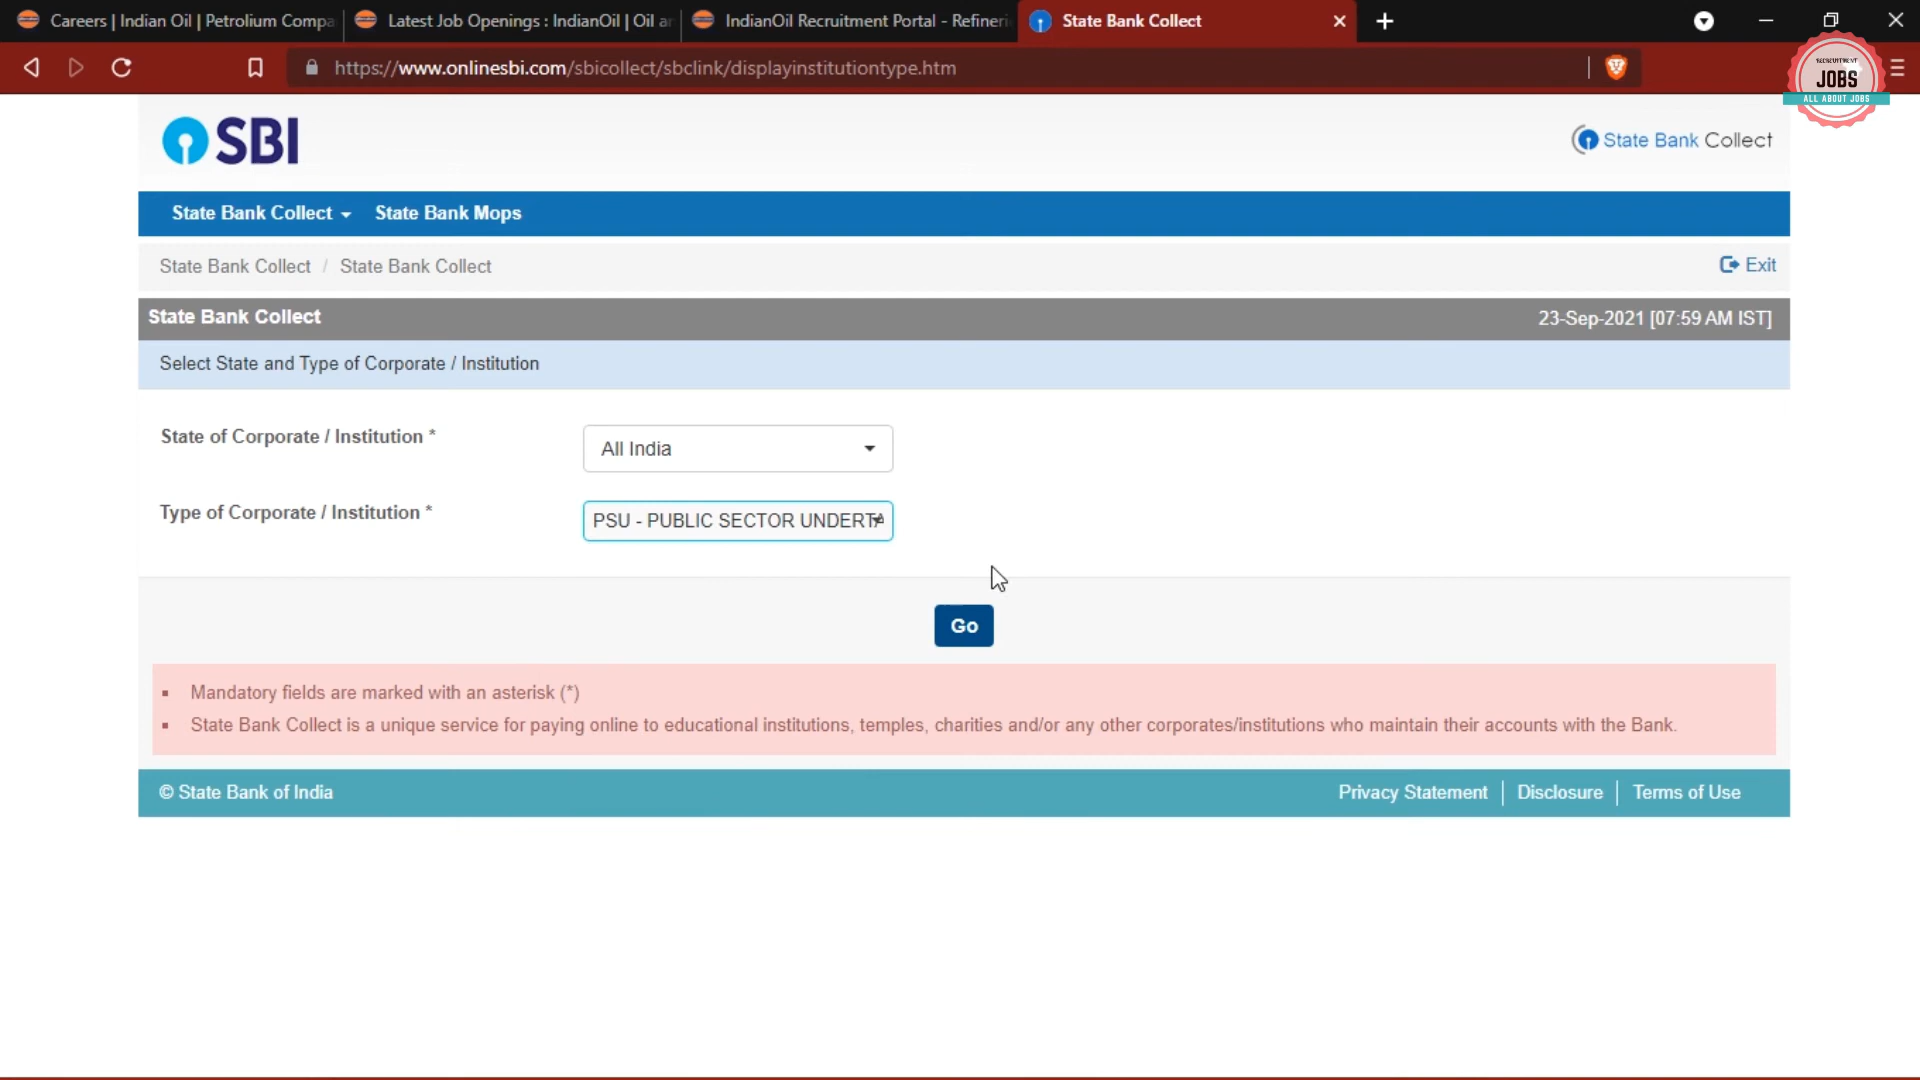 Careers | Indian Oil | Petrolium Compa
Latest Job Openings : IndianOil | Oil a
IndianOil Recruitment Portal - Refineri
State Bank Collect
https://www.onlinesbi.com/sbicollect/sbclink/displayinstitutiontype.htm
RECRUITMENT
JOBS
ALL ABOUT JOBS
SBI
State Bank Collect
State Bank Collect
State Bank Mops
State Bank Collect / State Bank Collect
Exit
State Bank Collect
23-Sep-2021 [07:59 AM IST]
Select State and Type of Corporate / Institution
State of Corporate / Institution *
All India
Type of Corporate / Institution *
PSU - PUBLIC SECTOR UNDERTA
Go
Mandatory fields are marked with an asterisk (*)
State Bank Collect is a unique service for paying online to educational institutions, temples, charities and/or any other corporates/institutions who maintain their accounts with the Bank.
© State Bank of India
Privacy Statement | Disclosure | Terms of Use